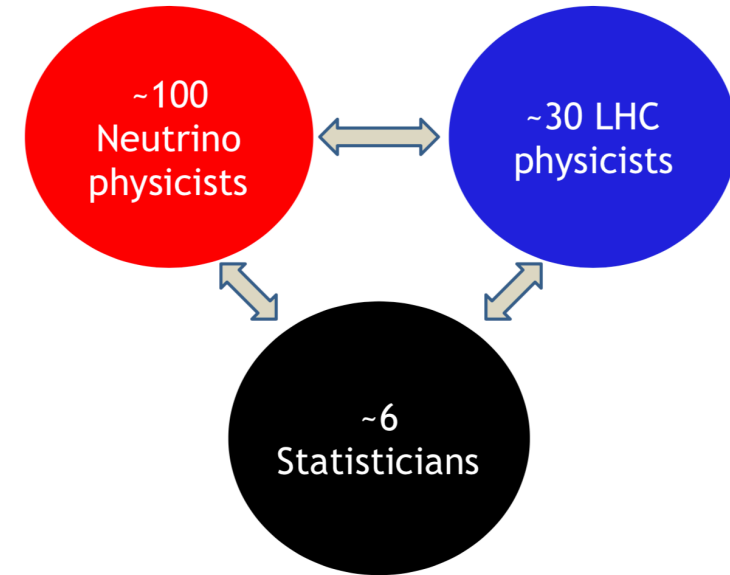 ~100
Neutrino
physicists
~30 LHC
physicists
~6
Statisticians